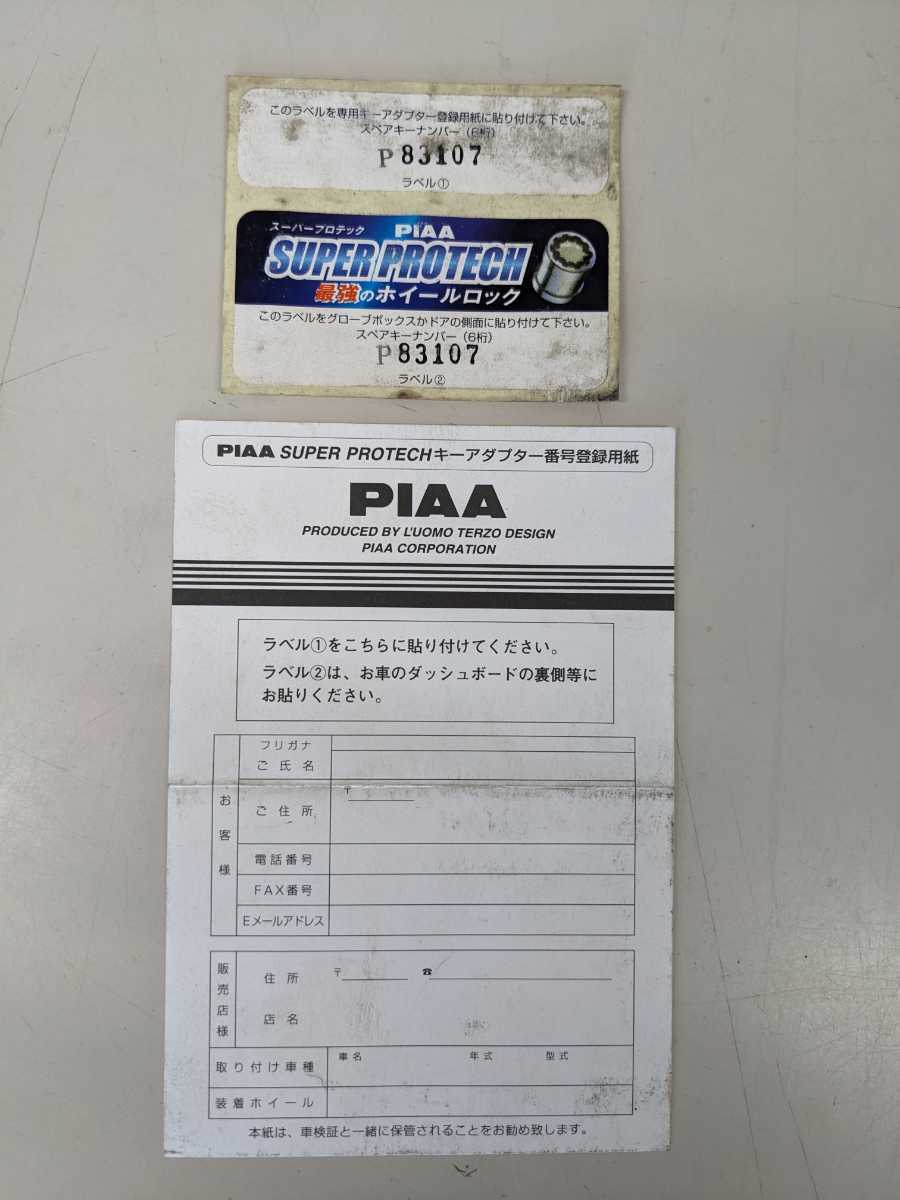 このラベルを専用キーアダプター登録用紙に貼り付けて下さい。
スペアキーナンバー（6桁）
P83107
ラベル①
スーパープロテック
PIAA
SUPER PROTECH
最強のホイールロック
このラベルをグローブボックスかドアの側面に貼り付けて下さい。
スペアキーナンバー（6桁）
P83107
ラベル②
PIAA SUPER PROTECHキーアダプター番号登録用紙
PIAA
PRODUCED BY L'UOMO TERZO DESIGN
PIAA CORPORATION
ラベル①をこちらに貼り付けてください。
ラベル②は、お車のダッシュボードの裏側等に
お貼りください。
お客様
フリガナ
ご氏名
ご住所
〒
電話番号
FAX番号
Eメールアドレス
販売店様
住所 〒 ☎
店名
取り付け車種 車名 年式 型式
装着ホイール
本紙は、車検証と一緒に保管されることをお勧め致します。